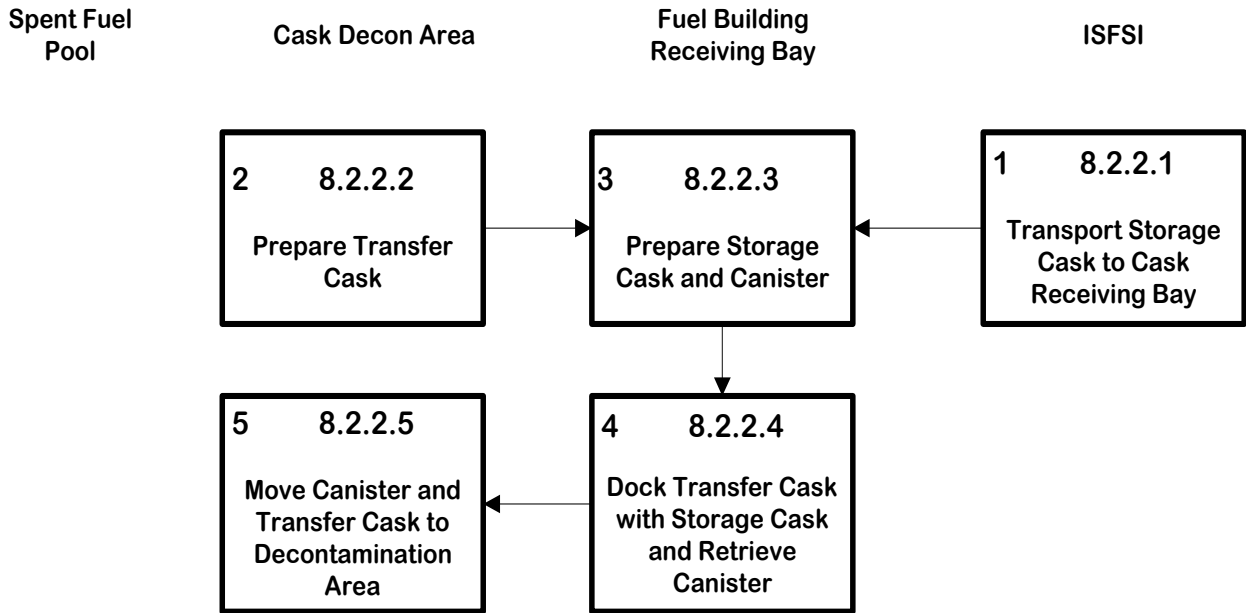 Spent Fuel
Pool
Cask Decon Area
Fuel Building
Receiving Bay
ISFSI
2 8.2.2.2
Prepare Transfer
Cask
3 8.2.2.3
Prepare Storage
Cask and Canister
1 8.2.2.1
Transport Storage
Cask to Cask
Receiving Bay
5 8.2.2.5
Move Canister and
Transfer Cask to
Decontamination
Area
4 8.2.2.4
Dock Transfer Cask
with Storage Cask
and Retrieve
Canister